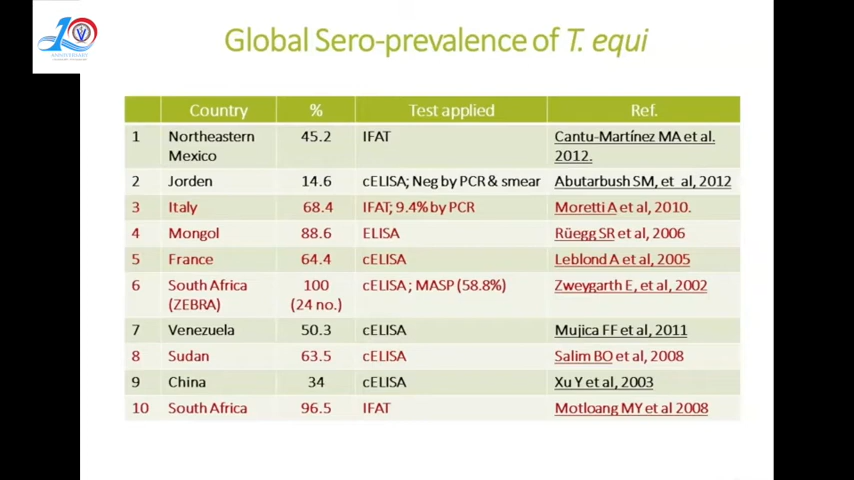 ANNIVERSARY
Global Sero-prevalence of T. equi
Country % Test applied Ref.
1 Northeastern Mexico 45.2 IFAT Cantu-Martínez MA et al. 2012.
2 Jorden 14.6 cELISA; Neg by PCR & smear Abutarbush SM, et al, 2012
3 Italy 68.4 IFAT; 9.4% by PCR Moretti A et al, 2010.
4 Mongol 88.6 ELISA Rüegg SR et al, 2006
5 France 64.4 cELISA Leblond A et al, 2005
6 South Africa (ZEBRA) 100 (24 no.) cELISA ; MASP (58.8%) Zweygarth E, et al, 2002
7 Venezuela 50.3 cELISA Mujica FF et al, 2011
8 Sudan 63.5 cELISA Salim BO et al, 2008
9 China 34 cELISA Xu Y et al, 2003
10 South Africa 96.5 IFAT Motloang MY et al 2008